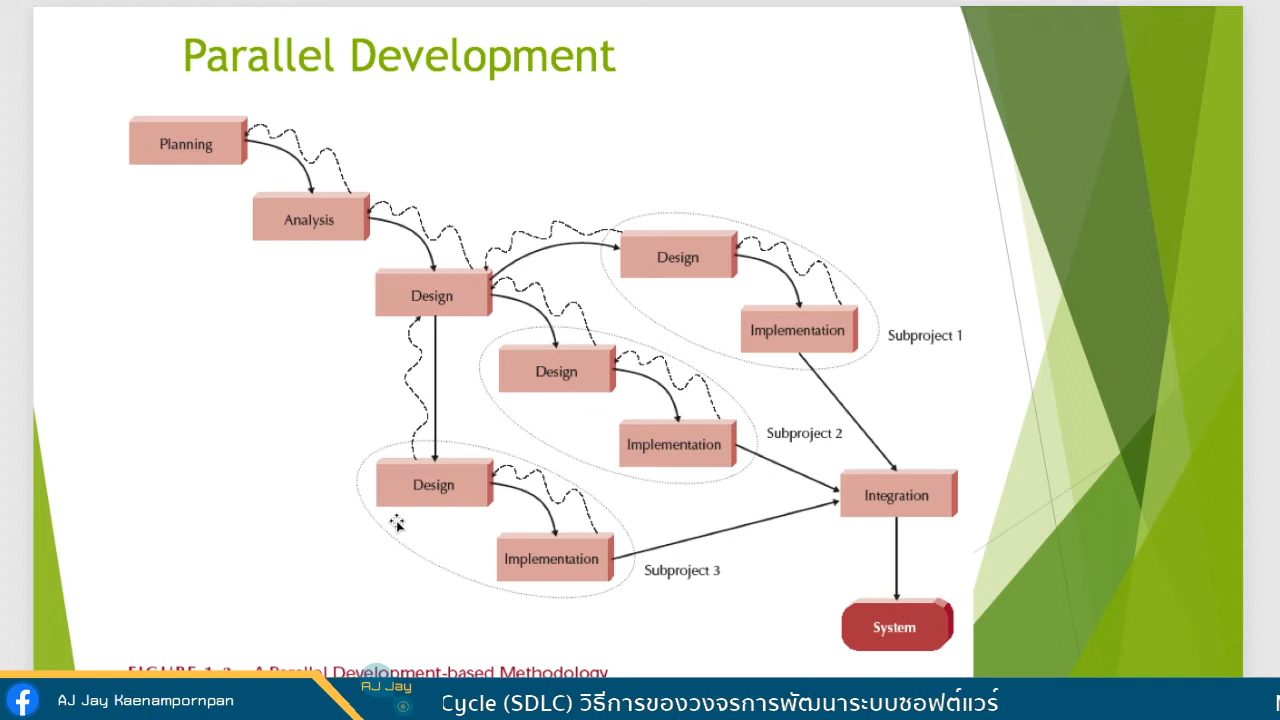 Parallel Development
Planning
Analysis
Design
Design
Implementation
Subproject 1
Design
Implementation
Subproject 2
Design
Implementation
Subproject 3
Integration
System
A Parallel Development-based Methodology
AJ Jay Kaenampornpan
AJ Jay
Cycle (SDLC) วิธีการของวงจรการพัฒนาระบบซอฟต์แวร์